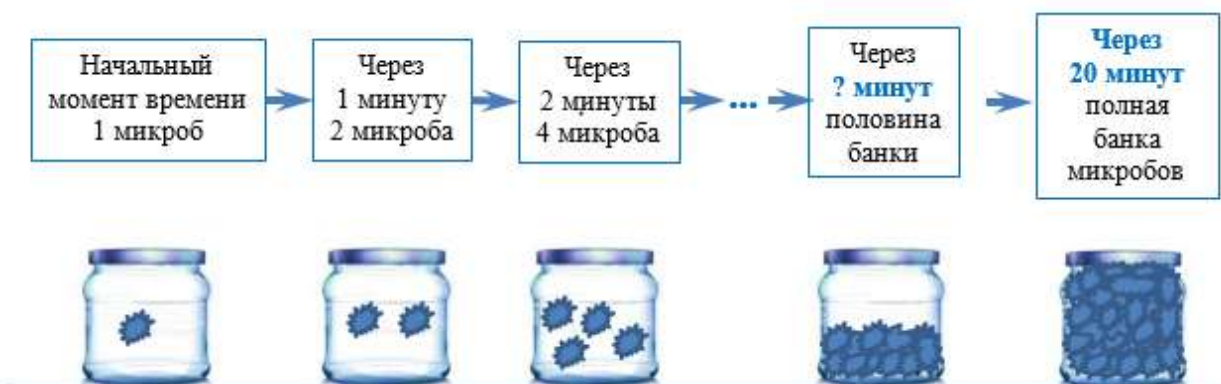 Начальный
момент времени
1 микроб
Через
1 минуту
2 микроба
Через
2 минуты
4 микроба
...
Через
? минут
половина
банки
Через
20 минут
полная
банка
микробов